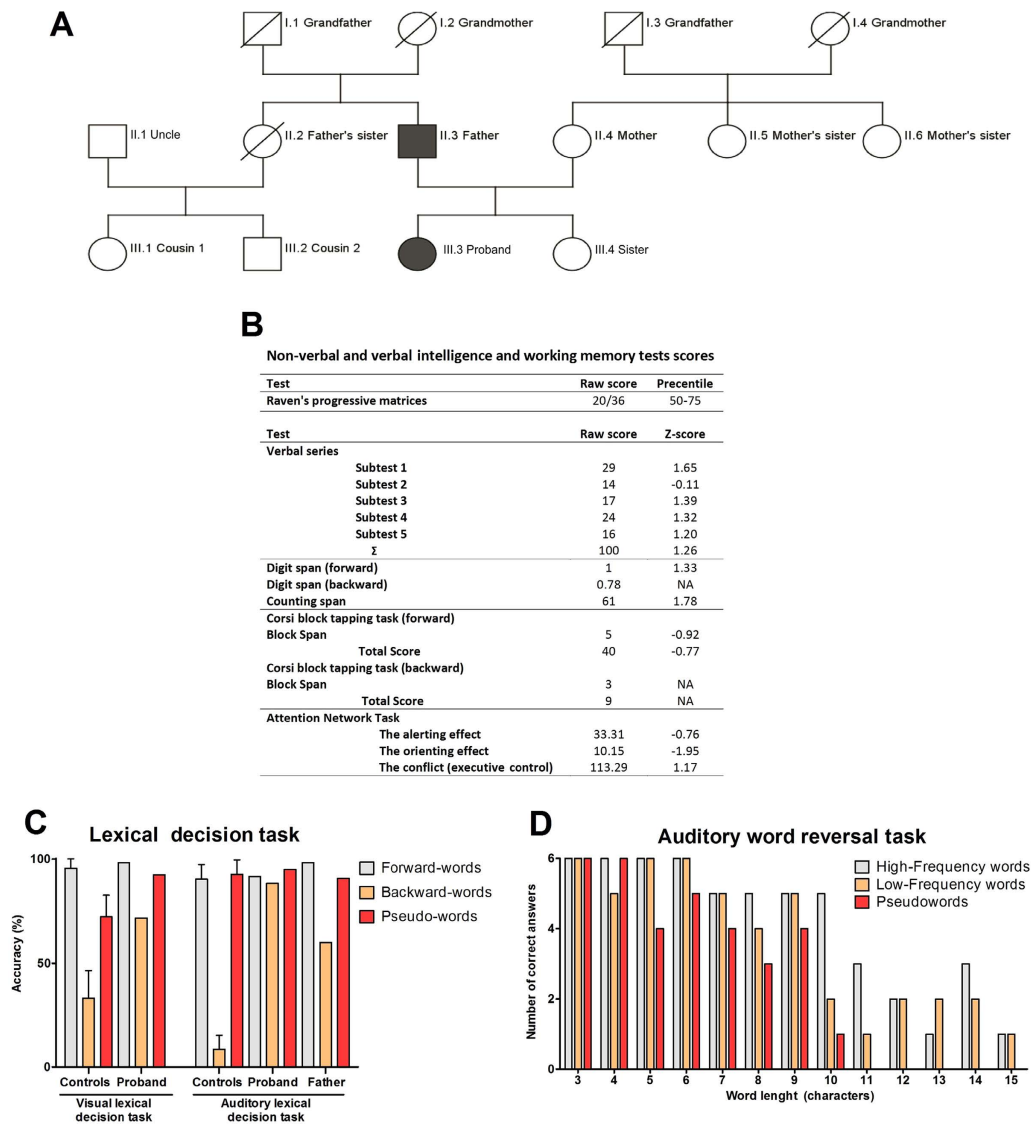 A
I.1 Grandfather
I.2 Grandmother
I.3 Grandfather
I.4 Grandmother
II.1 Uncle
II.2 Father's sister
II.3 Father
II.4 Mother
II.5 Mother's sister
II.6 Mother's sister
III.1 Cousin 1
III.2 Cousin 2
III.3 Proband
III.4 Sister
B
Non-verbal and verbal intelligence and working memory tests scores
Test Raw score Precentile
Raven's progressive matrices 20/36 50-75
Test Raw score Z-score
Verbal series
Subtest 1 29 1.65
Subtest 2 14 -0.11
Subtest 3 17 1.39
Subtest 4 24 1.32
Subtest 5 16 1.20
Σ 100 1.26
Digit span (forward) 1 1.33
Digit span (backward) 0.78 NA
Counting span 61 1.78
Corsi block tapping task (forward)
Block Span 5 -0.92
Total Score 40 -0.77
Corsi block tapping task (backward)
Block Span 3 NA
Total Score 9 NA
Attention Network Task
The alerting effect 33.31 -0.76
The orienting effect 10.15 -1.95
The conflict (executive control) 113.29 1.17
C
Lexical decision task
Accuracy (%)
100
50
0
Forward-words
Backward-words
Pseudo-words
Controls Proband Controls Proband Father
Visual lexical decision task
Auditory lexical decision task
D
Auditory word reversal task
Number of correct answers
6
4
2
0
High-Frequency words
Low-Frequency words
Pseudowords
3 4 5 6 7 8 9 10 11 12 13 14 15
Word lenght (characters)